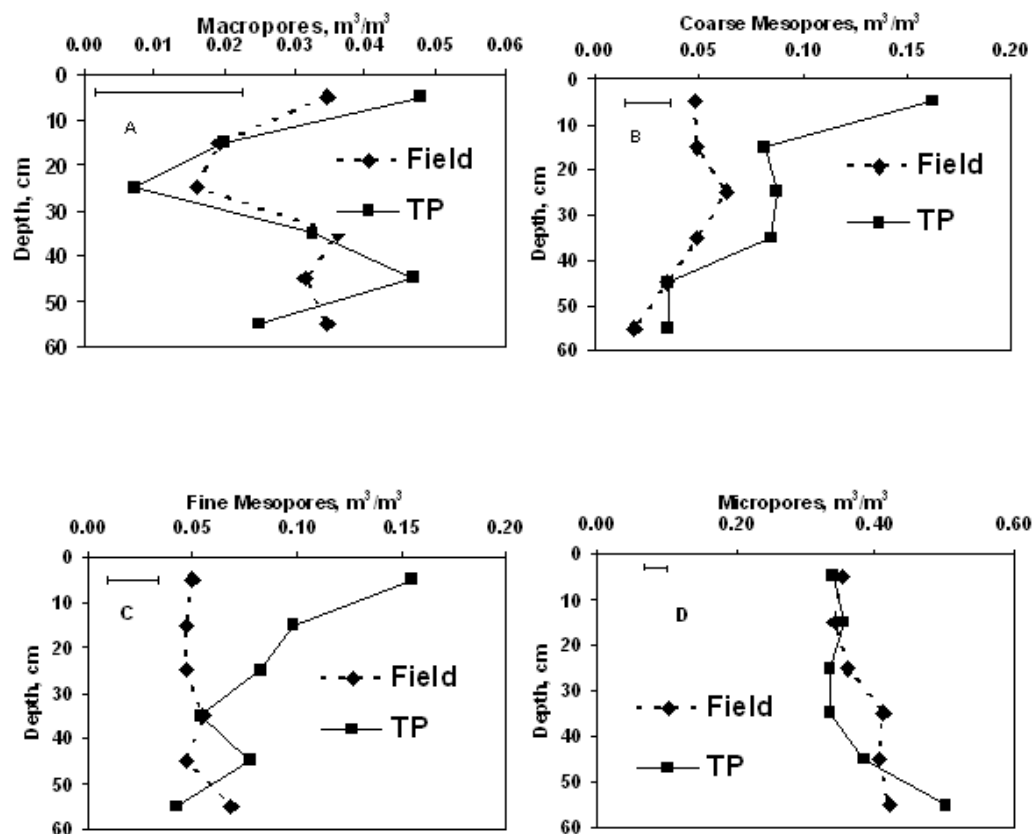 Macropores, m³/m³
0.00 0.01 0.02 0.03 0.04 0.05 0.06
0
10
20
30
40
50
60
Depth, cm
A
Field
TP
Coarse Mesopores, m³/m³
0.00 0.05 0.10 0.15 0.20
0
10
20
30
40
50
60
Depth, cm
B
Field
TP
Fine Mesopores, m³/m³
0.00 0.05 0.10 0.15 0.20
0
10
20
30
40
50
60
Depth, cm
C
Field
TP
Micropores, m³/m³
0.00 0.20 0.40 0.60
0
10
20
30
40
50
60
Depth, cm
D
Field
TP